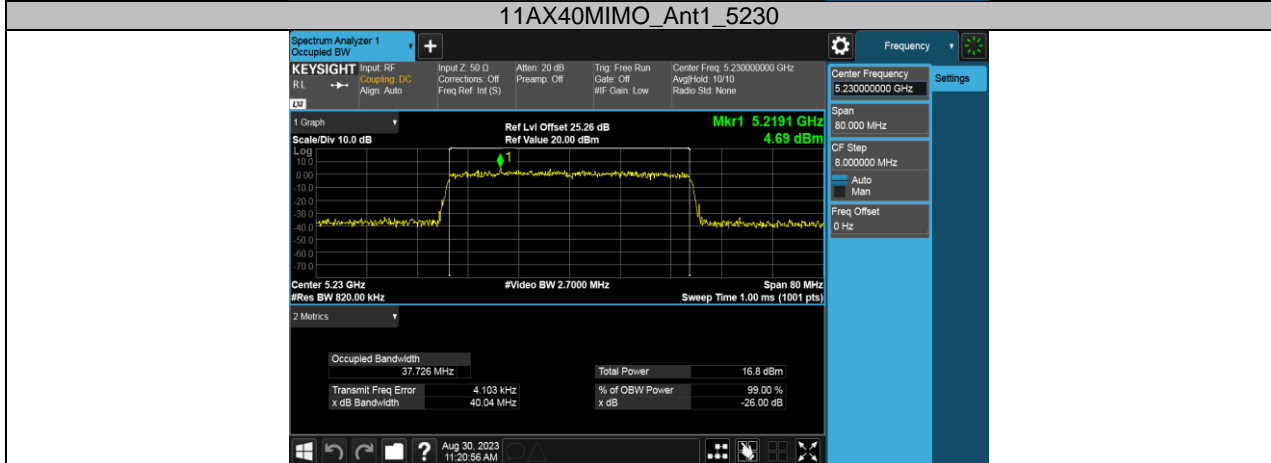 11AX40MIMO_Ant1_5230
Spectrum Analyzer 1
Occupied BW
+
Frequency
KEYSIGHT
RL
LXI
Input: RF
Coupling: DC
Align: Auto
Input Z: 50 Ω
Corrections: Off
Freq Ref: Int (S)
Atten: 20 dB
Preamp: Off
Trig: Free Run
Gate: Off
#IF Gain: Low
Center Freq: 5.230000000 GHz
Avg|Hold: 10/10
Radio Std: None
Center Frequency
5.230000000 GHz
Settings
Span
80.000 MHz
CF Step
8.000000 MHz
Auto
Man
Freq Offset
0 Hz
1 Graph
Scale/Div 10.0 dB
Ref Lvl Offset 25.26 dB
Ref Value 20.00 dBm
Mkr1 5.2191 GHz
4.69 dBm
Log
10.0
0.00
-10.0
-20.0
-30.0
-40.0
-50.0
-60.0
-70.0
1
Center 5.23 GHz
#Res BW 820.00 kHz
#Video BW 2.7000 MHz
Span 80 MHz
Sweep Time 1.00 ms (1001 pts)
2 Metrics
Occupied Bandwidth
37.726 MHz
Total Power 16.8 dBm
Transmit Freq Error 4.103 kHz
% of OBW Power 99.00 %
x dB Bandwidth 40.04 MHz
x dB -26.00 dB
?
Aug 30, 2023
11:20:56 AM